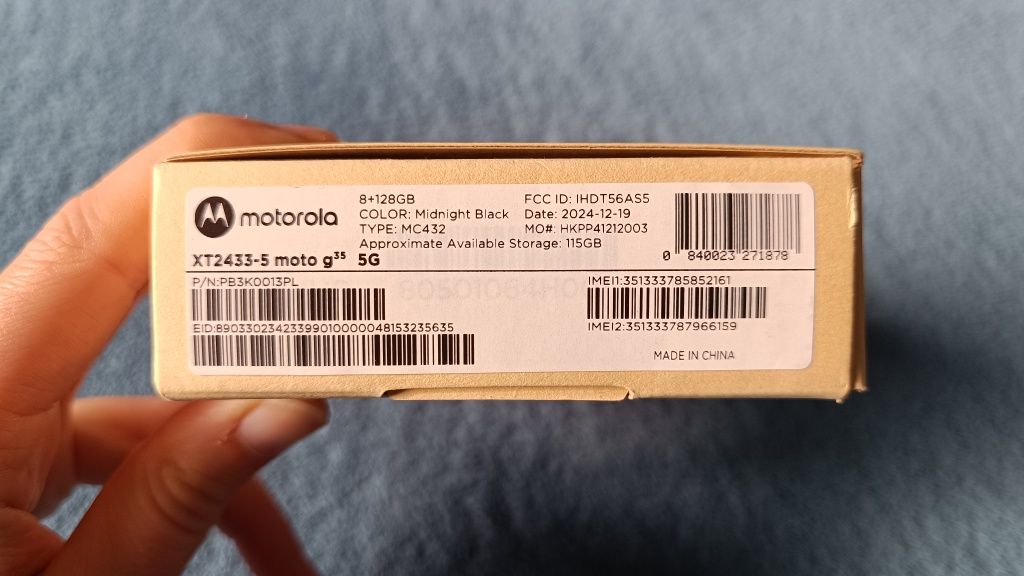 motorola
8+128GB
COLOR: Midnight Black
TYPE: MC432
Approximate Available Storage: 115GB
FCC ID: IHDT56AS5
Date: 2024-12-19
MO#: HKPP41212003
0 840023 271878
XT2433-5 moto g³⁵ 5G
P/N:PB3K0013PL
EID:89033023423399010000048153235635
IMEI1:351333785852161
IMEI2:351333787966159
MADE IN CHINA